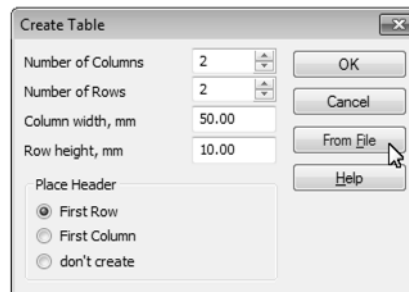 Create Table
Number of Columns 2 OK
Number of Rows 2 Cancel
Column width, mm 50.00
Row height, mm 10.00 From File
Place Header Help
First Row
First Column
don't create